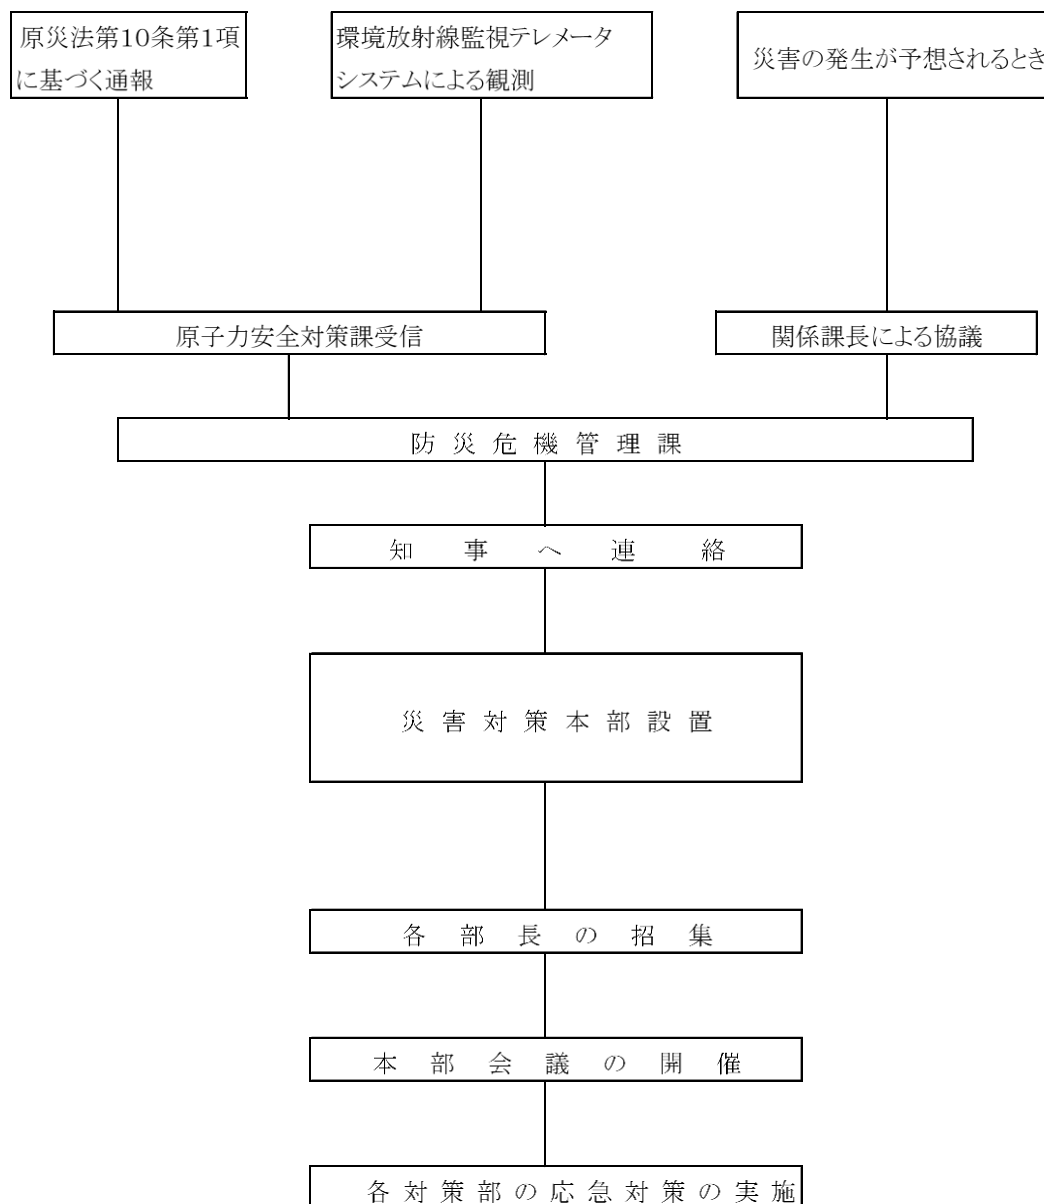 原災法第10条第1項
に基づく通報
環境放射線監視テレメータ
システムによる観測
災害の発生が予想されるとき
原子力安全対策課受信
関係課長による協議
防災危機管理課
知事へ連絡
災害対策本部設置
各部長の招集
本部会議の開催
各対策部の応急対策の実施